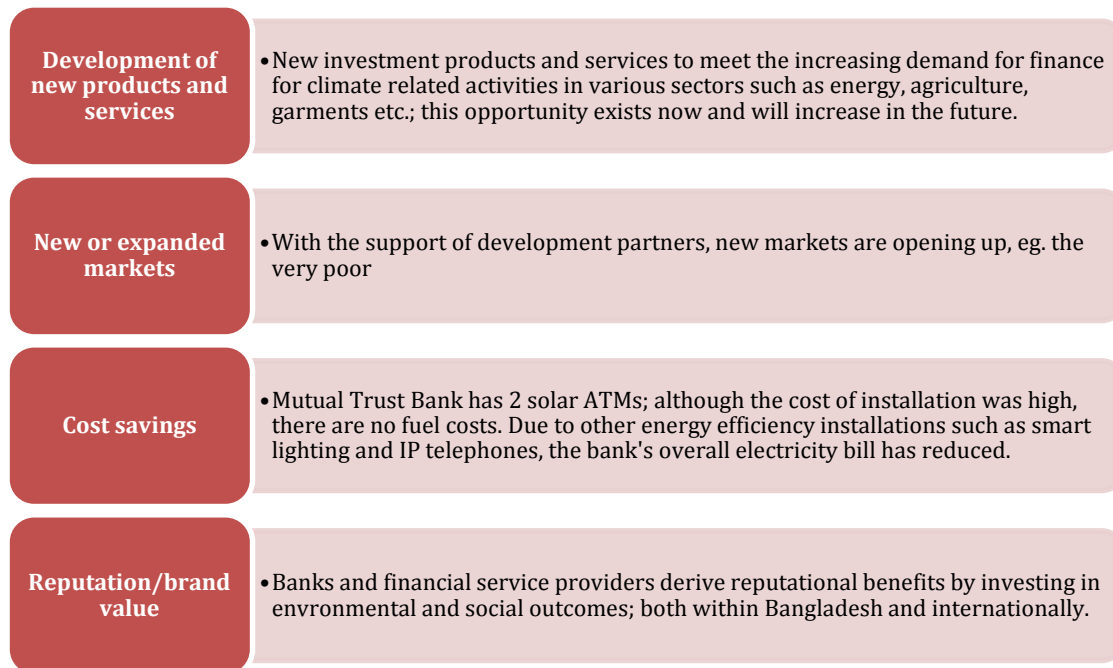 Development of
new products and
services
•New investment products and services to meet the increasing demand for finance
for climate related activities in various sectors such as energy, agriculture,
garments etc.; this opportunity exists now and will increase in the future.
New or expanded
markets
•With the support of development partners, new markets are opening up, eg. the
very poor
Cost savings
•Mutual Trust Bank has 2 solar ATMs; although the cost of installation was high,
there are no fuel costs. Due to other energy efficiency installations such as smart
lighting and IP telephones, the bank's overall electricity bill has reduced.
Reputation/brand
value
•Banks and financial service providers derive reputational benefits by investing in
envronmental and social outcomes; both within Bangladesh and internationally.